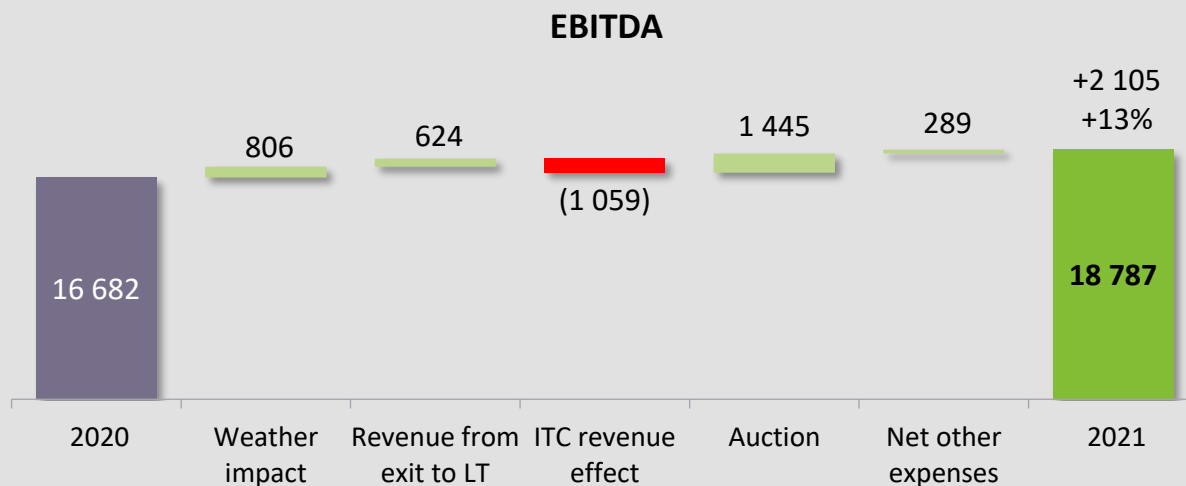 EBITDA
+2 105
+13%
806
624
(1 059)
1 445
289
16 682
18 787
2020
Weather
impact
Revenue from
exit to LT
ITC revenue
effect
Auction
Net other
expenses
2021